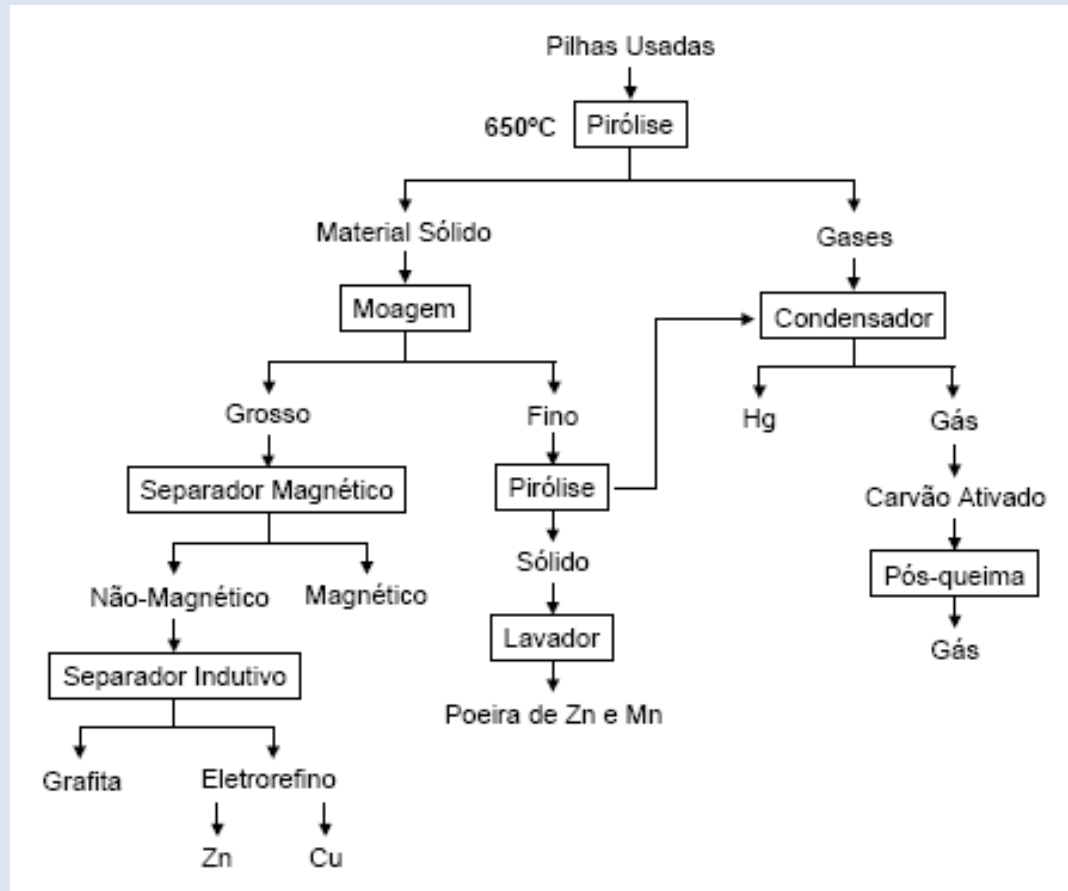 Pilhas Usadas
650ºC
Pirólise
Material Sólido
Gases
Moagem
Condensador
Grosso
Fino
Hg
Gás
Separador Magnético
Pirólise
Carvão Ativado
Não-Magnético
Magnético
Sólido
Pós-queima
Separador Indutivo
Lavador
Gás
Poeira de Zn e Mn
Grafita
Eletrorefino
Zn
Cu